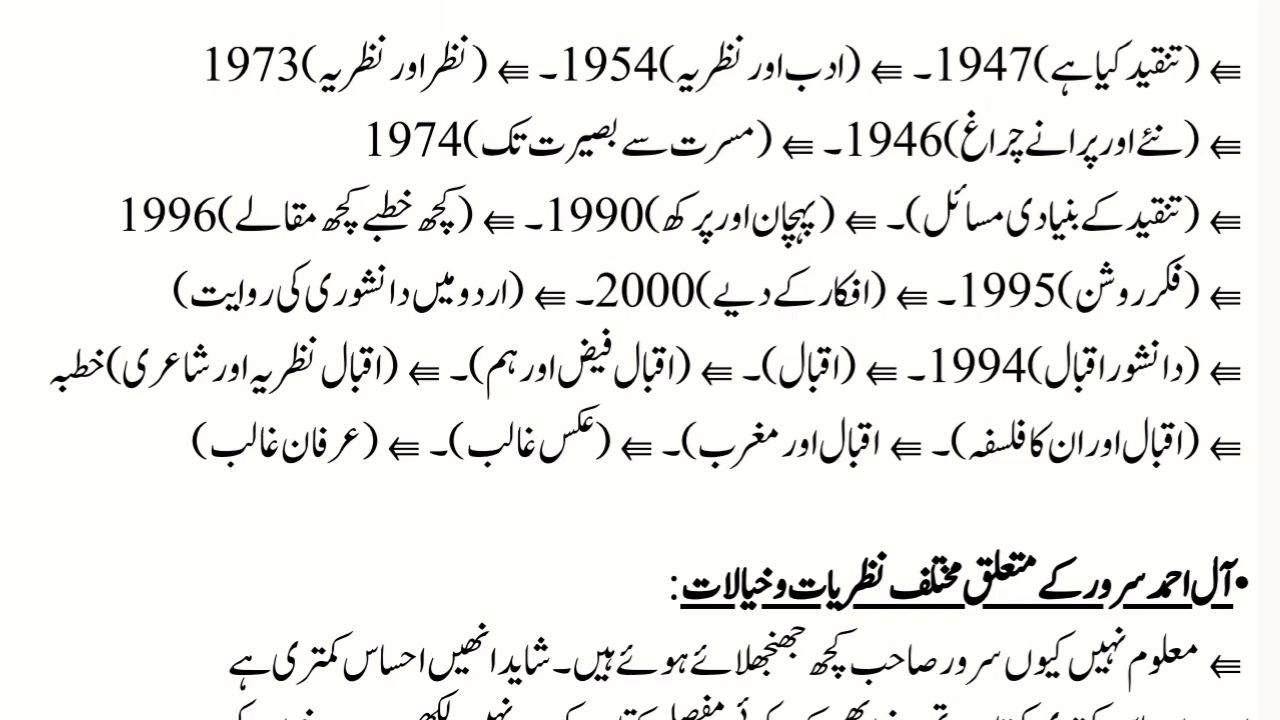 ⇐ (تنقید کیا ہے)1947۔ ⇐ (ادب اور نظریہ)1954۔ ⇐ (نظر اور نظریہ)1973
⇐ (نئے اور پرانے چراغ)1946۔ ⇐ (مسرت سے بصیرت تک)1974
⇐ (تنقید کے بنیادی مسائل)۔ ⇐ (پہچان اور پرکھ)1990۔ ⇐ (کچھ خطبے کچھ مقالے)1996
⇐ (فکر روشن)1995۔ ⇐ (افکار کے دیے)2000۔ ⇐ (اردو میں دانشوری کی روایت)
⇐ (دانشور اقبال)1994۔ ⇐ (اقبال)۔ ⇐ (اقبال فیض اور ہم)۔ ⇐ (اقبال نظریہ اور شاعری)خطبہ
⇐ (اقبال اور ان کا فلسفہ)۔ ⇐ اقبال اور مغرب)۔ ⇐ (عکس غالب)۔ ⇐ (عرفان غالب)
•آل احمد سرور کے متعلق مختلف نظریات و خیالات:
⇐ معلوم نہیں کیوں سرور صاحب کچھ جھنجھلائے ہوئے ہیں۔ شاید انھیں احساس کمتری ہے